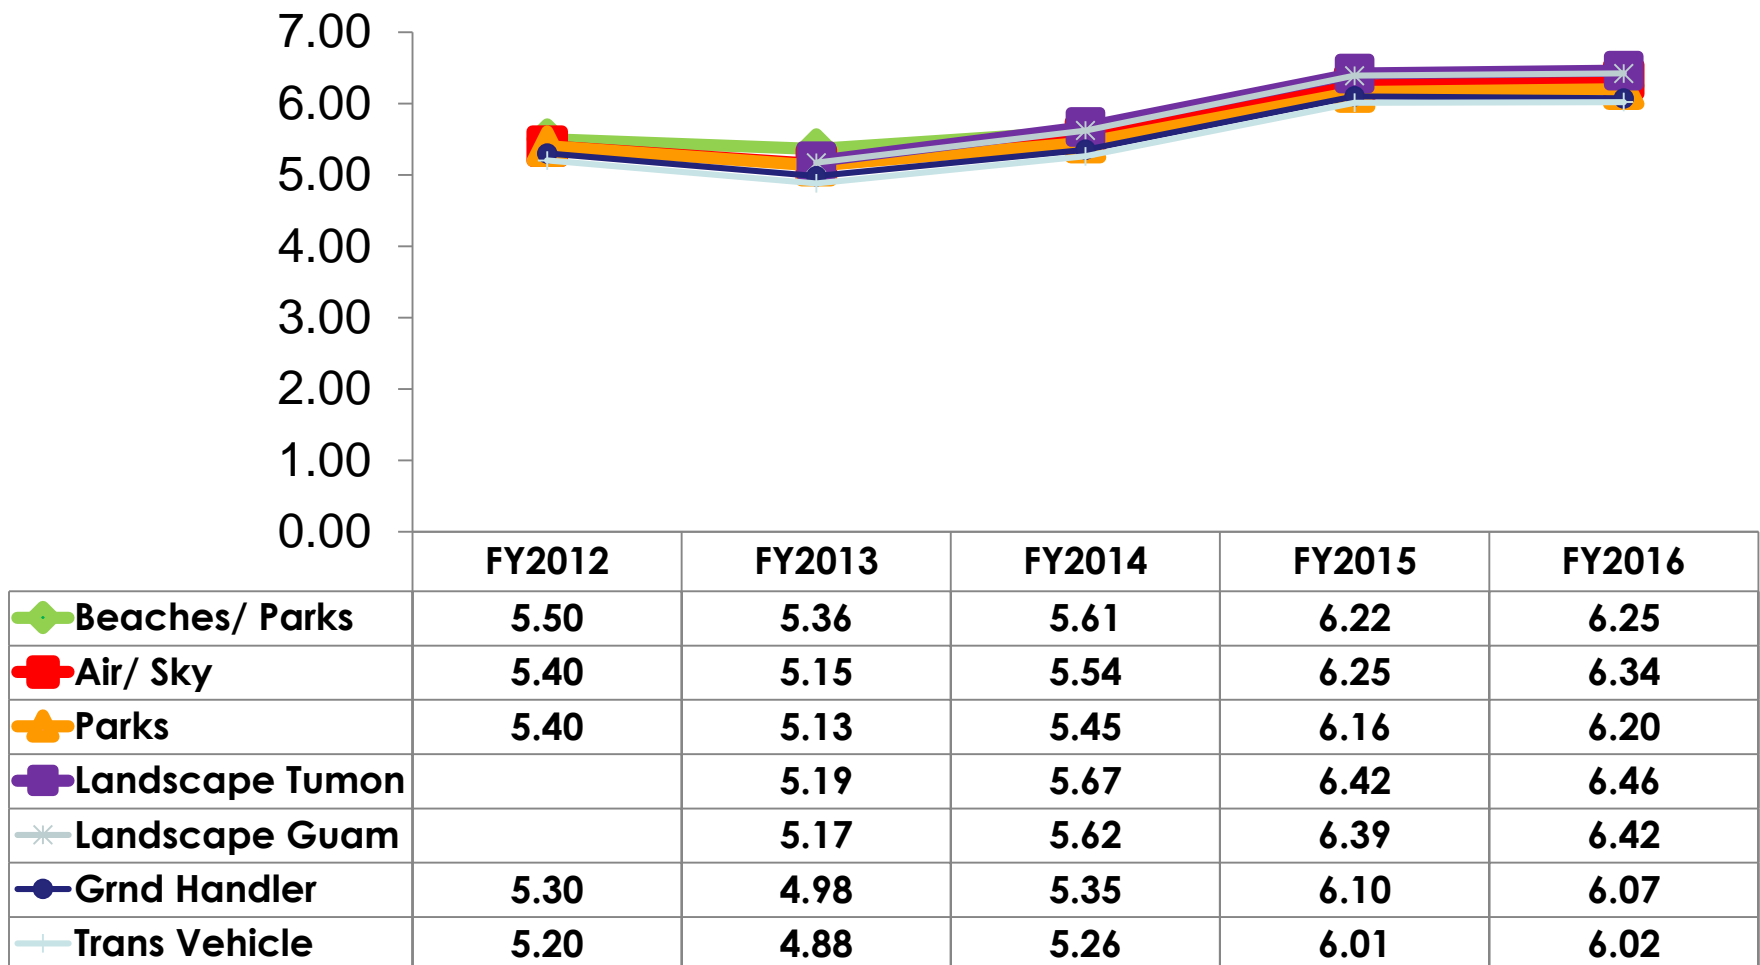 7.00
6.00
5.00
4.00
3.00
2.00
1.00
0.00
FY2012 FY2013 FY2014 FY2015 FY2016
Beaches/ Parks 5.50 5.36 5.61 6.22 6.25
Air/ Sky 5.40 5.15 5.54 6.25 6.34
Parks 5.40 5.13 5.45 6.16 6.20
Landscape Tumon 5.19 5.67 6.42 6.46
Landscape Guam 5.17 5.62 6.39 6.42
Grnd Handler 5.30 4.98 5.35 6.10 6.07
Trans Vehicle 5.20 4.88 5.26 6.01 6.02